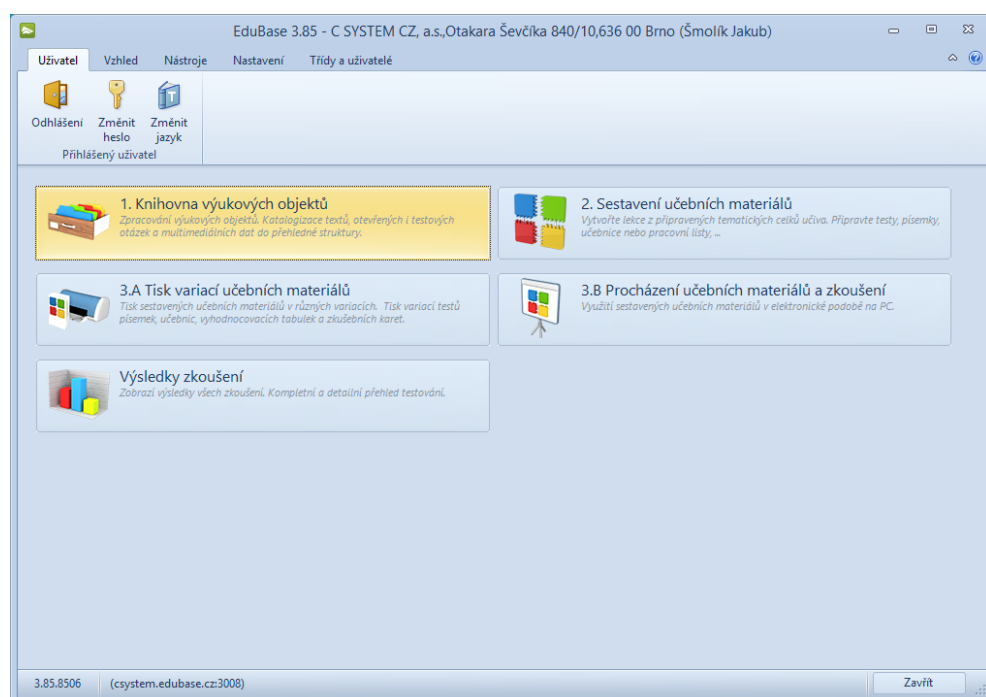 EduBase 3.85 - C SYSTEM CZ, a.s.,Otakara Ševčíka 840/10,636 00 Brno (Šmolík Jakub)
Uživatel Vzhled Nástroje Nastavení Třídy a uživatelé
Odhlášení Změnit heslo Změnit jazyk
Přihlášený uživatel
1. Knihovna výukových objektů
Zpracování výukových objektů. Katalogizace textů, otevřených i testových
otázek a multimediálních dat do přehledné struktury.
2. Sestavení učebních materiálů
Vytvořte lekce z připravených tematických celků učiva. Připravte testy, písemky,
učebnice nebo pracovní listy, ...
3.A Tisk variací učebních materiálů
Tisk sestavených učebních materiálů v různých variacích. Tisk variací testů
písemek, učebnic, vyhodnocovacích tabulek a zkušebních karet.
3.B Procházení učebních materiálů a zkoušení
Využití sestavených učebních materiálů v elektronické podobě na PC.
Výsledky zkoušení
Zobrazí výsledky všech zkoušení. Kompletní a detailní přehled testování.
3.85.8506 (csystem.edubase.cz:3008) Zavřít